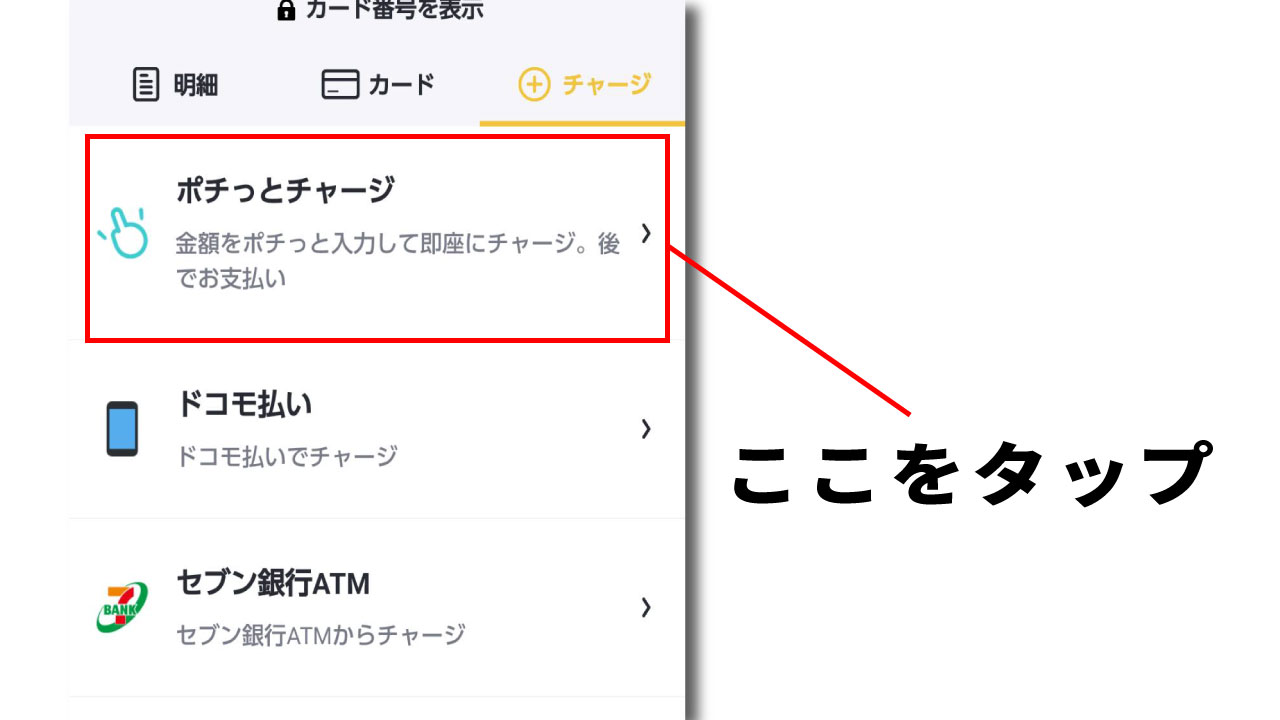 カード番号を表示
明細 カード チャージ
ポチっとチャージ
金額をポチっと入力して即座にチャージ。後
でお支払い
ドコモ払い
ドコモ払いでチャージ
ここをタップ
セブン銀行ATM
7 BANK
セブン銀行ATMからチャージ